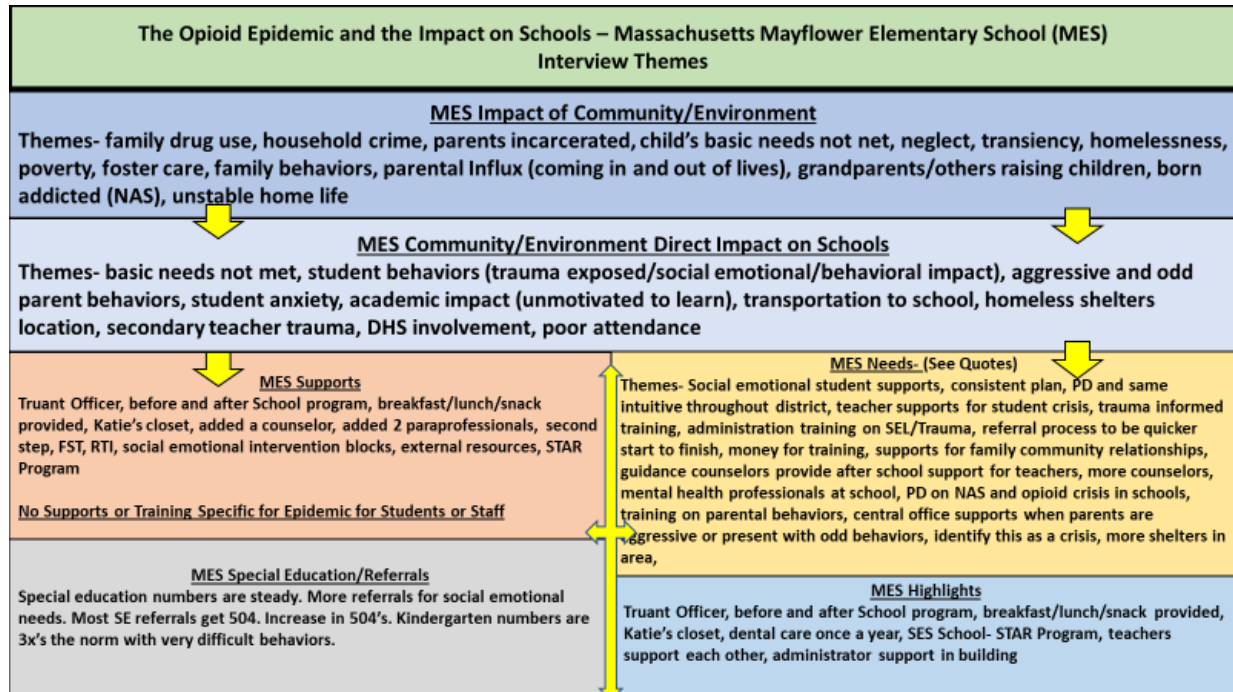 The Opioid Epidemic and the Impact on Schools – Massachusetts Mayflower Elementary School (MES)
Interview Themes
MES Impact of Community/Environment
Themes- family drug use, household crime, parents incarcerated, child's basic needs not net, neglect, transiency, homelessness,
poverty, foster care, family behaviors, parental Influx (coming in and out of lives), grandparents/others raising children, born
addicted (NAS), unstable home life
MES Community/Environment Direct Impact on Schools
Themes- basic needs not met, student behaviors (trauma exposed/social emotional/behavioral impact), aggressive and odd
parent behaviors, student anxiety, academic impact (unmotivated to learn), transportation to school, homeless shelters
location, secondary teacher trauma, DHS involvement, poor attendance
MES Supports
Truant Officer, before and after School program, breakfast/lunch/snack
provided, Katie's closet, added a counselor, added 2 paraprofessionals, second
step, FST, RTI, social emotional intervention blocks, external resources, STAR
Program
No Supports or Training Specific for Epidemic for Students or Staff
MES Needs- (See Quotes)
Themes- Social emotional student supports, consistent plan, PD and same
intuitive throughout district, teacher supports for student crisis, trauma informed
training, administration training on SEL/Trauma, referral process to be quicker
start to finish, money for training, supports for family community relationships,
guidance counselors provide after school support for teachers, more counselors,
mental health professionals at school, PD on NAS and opioid crisis in schools,
training on parental behaviors, central office supports when parents are
aggressive or present with odd behaviors, identify this as a crisis, more shelters in
area,
MES Special Education/Referrals
Special education numbers are steady. More referrals for social emotional
needs. Most SE referrals get 504. Increase in 504's. Kindergarten numbers are
3x's the norm with very difficult behaviors.
MES Highlights
Truant Officer, before and after School program, breakfast/lunch/snack provided,
Katie's closet, dental care once a year, SES School- STAR Program, teachers
support each other, administrator support in building